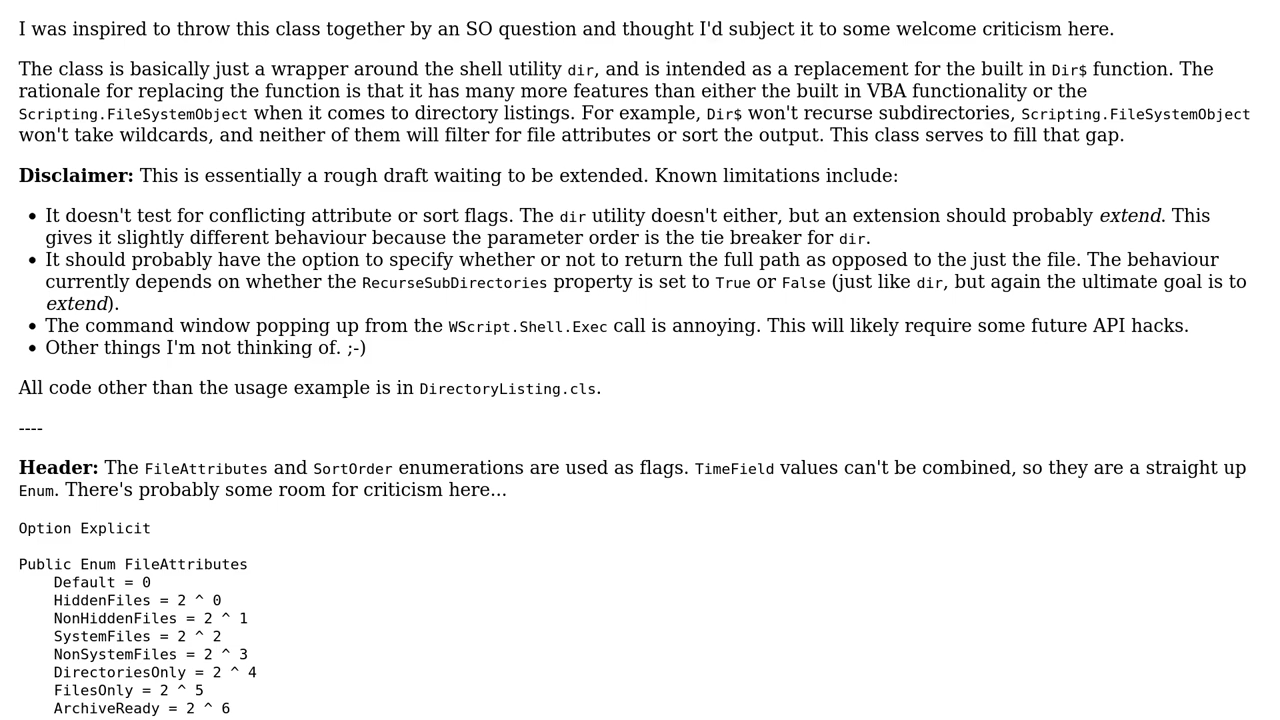 I was inspired to throw this class together by an SO question and thought I'd subject it to some welcome criticism here.
The class is basically just a wrapper around the shell utility dir, and is intended as a replacement for the built in Dir$ function. The
rationale for replacing the function is that it has many more features than either the built in VBA functionality or the
Scripting.FileSystemObject when it comes to directory listings. For example, Dir$ won't recurse subdirectories, Scripting.FileSystemObject
won't take wildcards, and neither of them will filter for file attributes or sort the output. This class serves to fill that gap.
Disclaimer: This is essentially a rough draft waiting to be extended. Known limitations include:
• It doesn't test for conflicting attribute or sort flags. The dir utility doesn't either, but an extension should probably extend. This
gives it slightly different behaviour because the parameter order is the tie breaker for dir.
• It should probably have the option to specify whether or not to return the full path as opposed to the just the file. The behaviour
currently depends on whether the RecurseSubDirectories property is set to True or False (just like dir, but again the ultimate goal is to
extend).
• The command window popping up from the WScript.Shell.Exec call is annoying. This will likely require some future API hacks.
• Other things I'm not thinking of. ;-)
All code other than the usage example is in DirectoryListing.cls.
----
Header: The FileAttributes and SortOrder enumerations are used as flags. TimeField values can't be combined, so they are a straight up
Enum. There's probably some room for criticism here...
Option Explicit
Public Enum FileAttributes
    Default = 0
    HiddenFiles = 2 ^ 0
    NonHiddenFiles = 2 ^ 1
    SystemFiles = 2 ^ 2
    NonSystemFiles = 2 ^ 3
    DirectoriesOnly = 2 ^ 4
    FilesOnly = 2 ^ 5
    ArchiveReady = 2 ^ 6